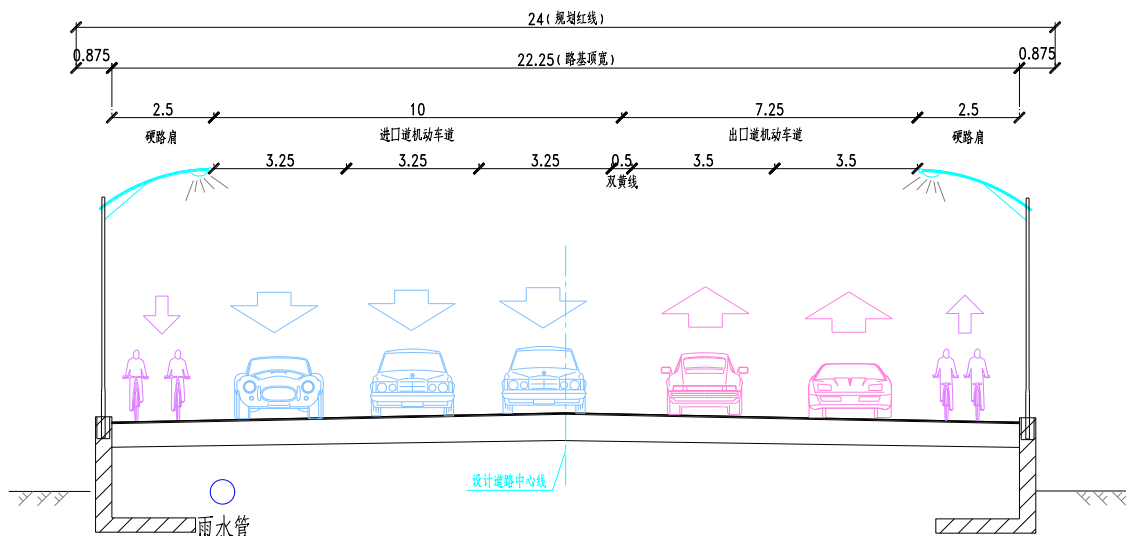 24(规划红线)
0.875
22.25(路基顶宽)
0.875
2.5
10
7.25
2.5
硬路肩
进口道机动车道
出口道机动车道
硬路肩
3.25
3.25
3.25
0.5
3.5
3.5
双黄线
设计道路中心线
雨水管